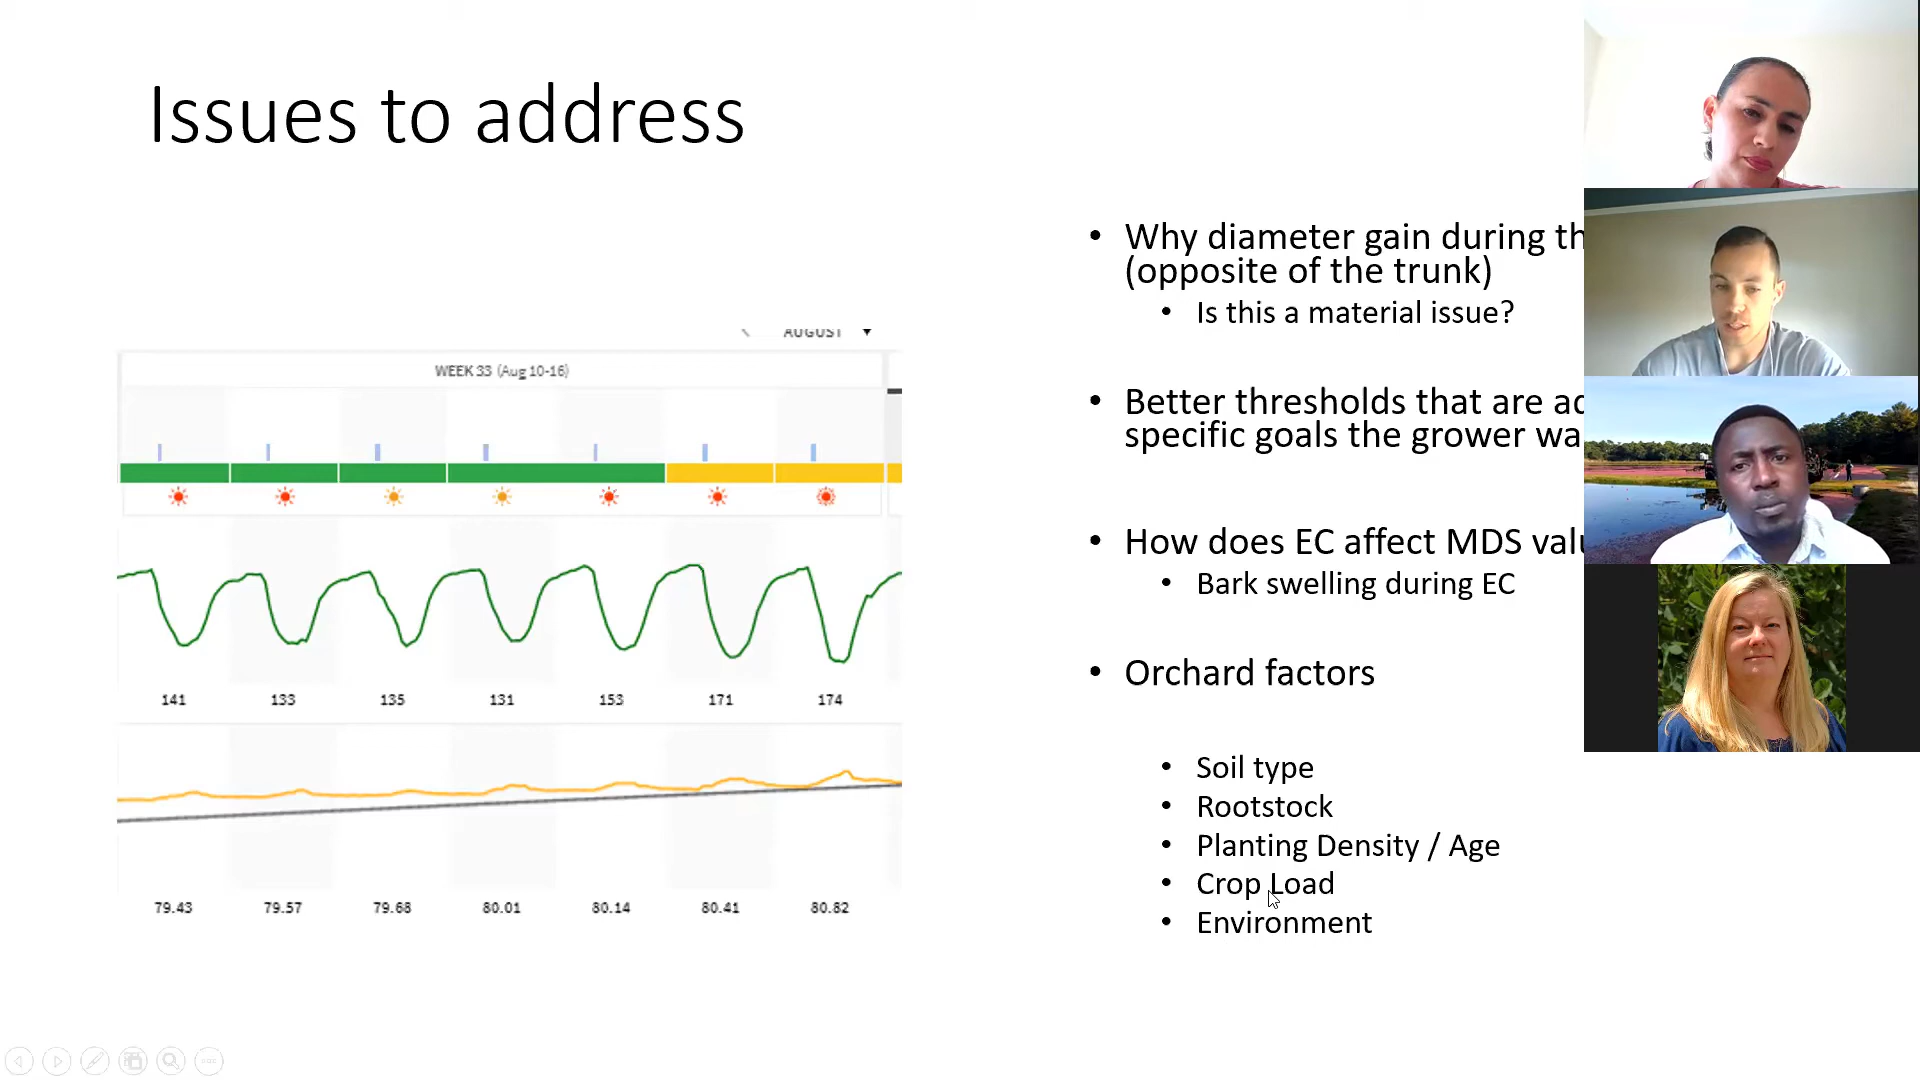 Issues to address
AUGUST
WEEK 33 (Aug 10-16)
141 133 135 131 153 171 174
79.43 79.57 79.68 80.01 80.14 80.41 80.82
• Why diameter gain during th
(opposite of the trunk)
• Is this a material issue?
• Better thresholds that are ad
specific goals the grower wa
• How does EC affect MDS valu
• Bark swelling during EC
• Orchard factors
• Soil type
• Rootstock
• Planting Density / Age
• Crop Load
• Environment